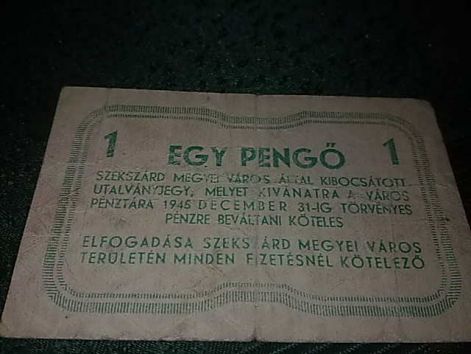 1 EGY PENGŐ 1
SZEKSZÁRD MEGYEI VÁROS ÁLTAL KIBOCSÁTOTT
UTALVÁNYJEGY, MELYET KIVÁNATRA A VÁROS
PÉNZTÁRA 1945 DECEMBER 31-IG TÖRVÉNYES
PÉNZRE BEVÁLTANI KÖTELES
ELFOGADÁSA SZEKSZÁRD MEGYEI VÁROS
TERÜLETÉN MINDEN FIZETÉSNÉL KÖTELEZŐ